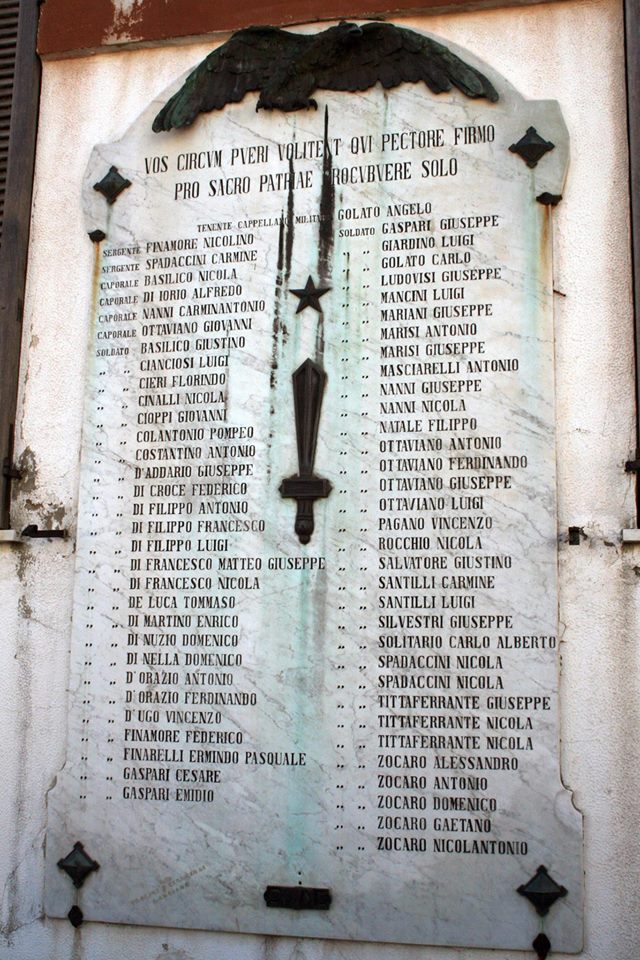 VOS CIRCVM PVERI VOLITENT QVI PECTORE FIRMO
PRO SACRO PATRIAE PROCVBVERE SOLO
TENENTE CAPPELLANO MILITARE GOLATO ANGELO
SERGENTE FINAMORE NICOLINO
SERGENTE SPADACCINI CARMINE
CAPORALE BASILICO NICOLA
CAPORALE DI IORIO ALFREDO
CAPORALE NANNI CARMINANTONIO
CAPORALE OTTAVIANO GIOVANNI
SOLDATO BASILICO GIUSTINO
„ „ CIANCIOSI LUIGI
„ „ CIERI FLORINDO
„ „ CINALLI NICOLA
„ „ CIOPPI GIOVANNI
„ „ COLANTONIO POMPEO
„ „ COSTANTINO ANTONIO
„ „ D'ADDARIO GIUSEPPE
„ „ DI CROCE FEDERICO
„ „ DI FILIPPO ANTONIO
„ „ DI FILIPPO FRANCESCO
„ „ DI FILIPPO LUIGI
„ „ DI FRANCESCO MATTEO GIUSEPPE
„ „ DI FRANCESCO NICOLA
„ „ DE LUCA TOMMASO
„ „ DI MARTINO ENRICO
„ „ DI NUZIO DOMENICO
„ „ DI NELLA DOMENICO
„ „ D'ORAZIO ANTONIO
„ „ D'ORAZIO FERDINANDO
„ „ D'UGO VINCENZO
„ „ FINAMORE FEDERICO
„ „ FINARELLI ERMINDO PASQUALE
„ „ GASPARI CESARE
„ „ GASPARI EMIDIO
SOLDATO GASPARI GIUSEPPE
„ „ GIARDINO LUIGI
„ „ GOLATO CARLO
„ „ LUDOVISI GIUSEPPE
„ „ MANCINI LUIGI
„ „ MARIANI GIUSEPPE
„ „ MARISI ANTONIO
„ „ MARISI GIUSEPPE
„ „ MASCIARELLI ANTONIO
„ „ NANNI GIUSEPPE
„ „ NANNI NICOLA
„ „ NATALE FILIPPO
„ „ OTTAVIANO ANTONIO
„ „ OTTAVIANO FERDINANDO
„ „ OTTAVIANO GIUSEPPE
„ „ OTTAVIANO LUIGI
„ „ PAGANO VINCENZO
„ „ ROCCHIO NICOLA
„ „ SALVATORE GIUSTINO
„ „ SANTILLI CARMINE
„ „ SANTILLI LUIGI
„ „ SILVESTRI GIUSEPPE
„ „ SOLITARIO CARLO ALBERTO
„ „ SPADACCINI NICOLA
„ „ SPADACCINI NICOLA
„ „ TITTAFERRANTE GIUSEPPE
„ „ TITTAFERRANTE NICOLA
„ „ TITTAFERRANTE NICOLA
„ „ ZOCARO ALESSANDRO
„ „ ZOCARO ANTONIO
„ „ ZOCARO DOMENICO
„ „ ZOCARO GAETANO
„ „ ZOCARO NICOLANTONIO